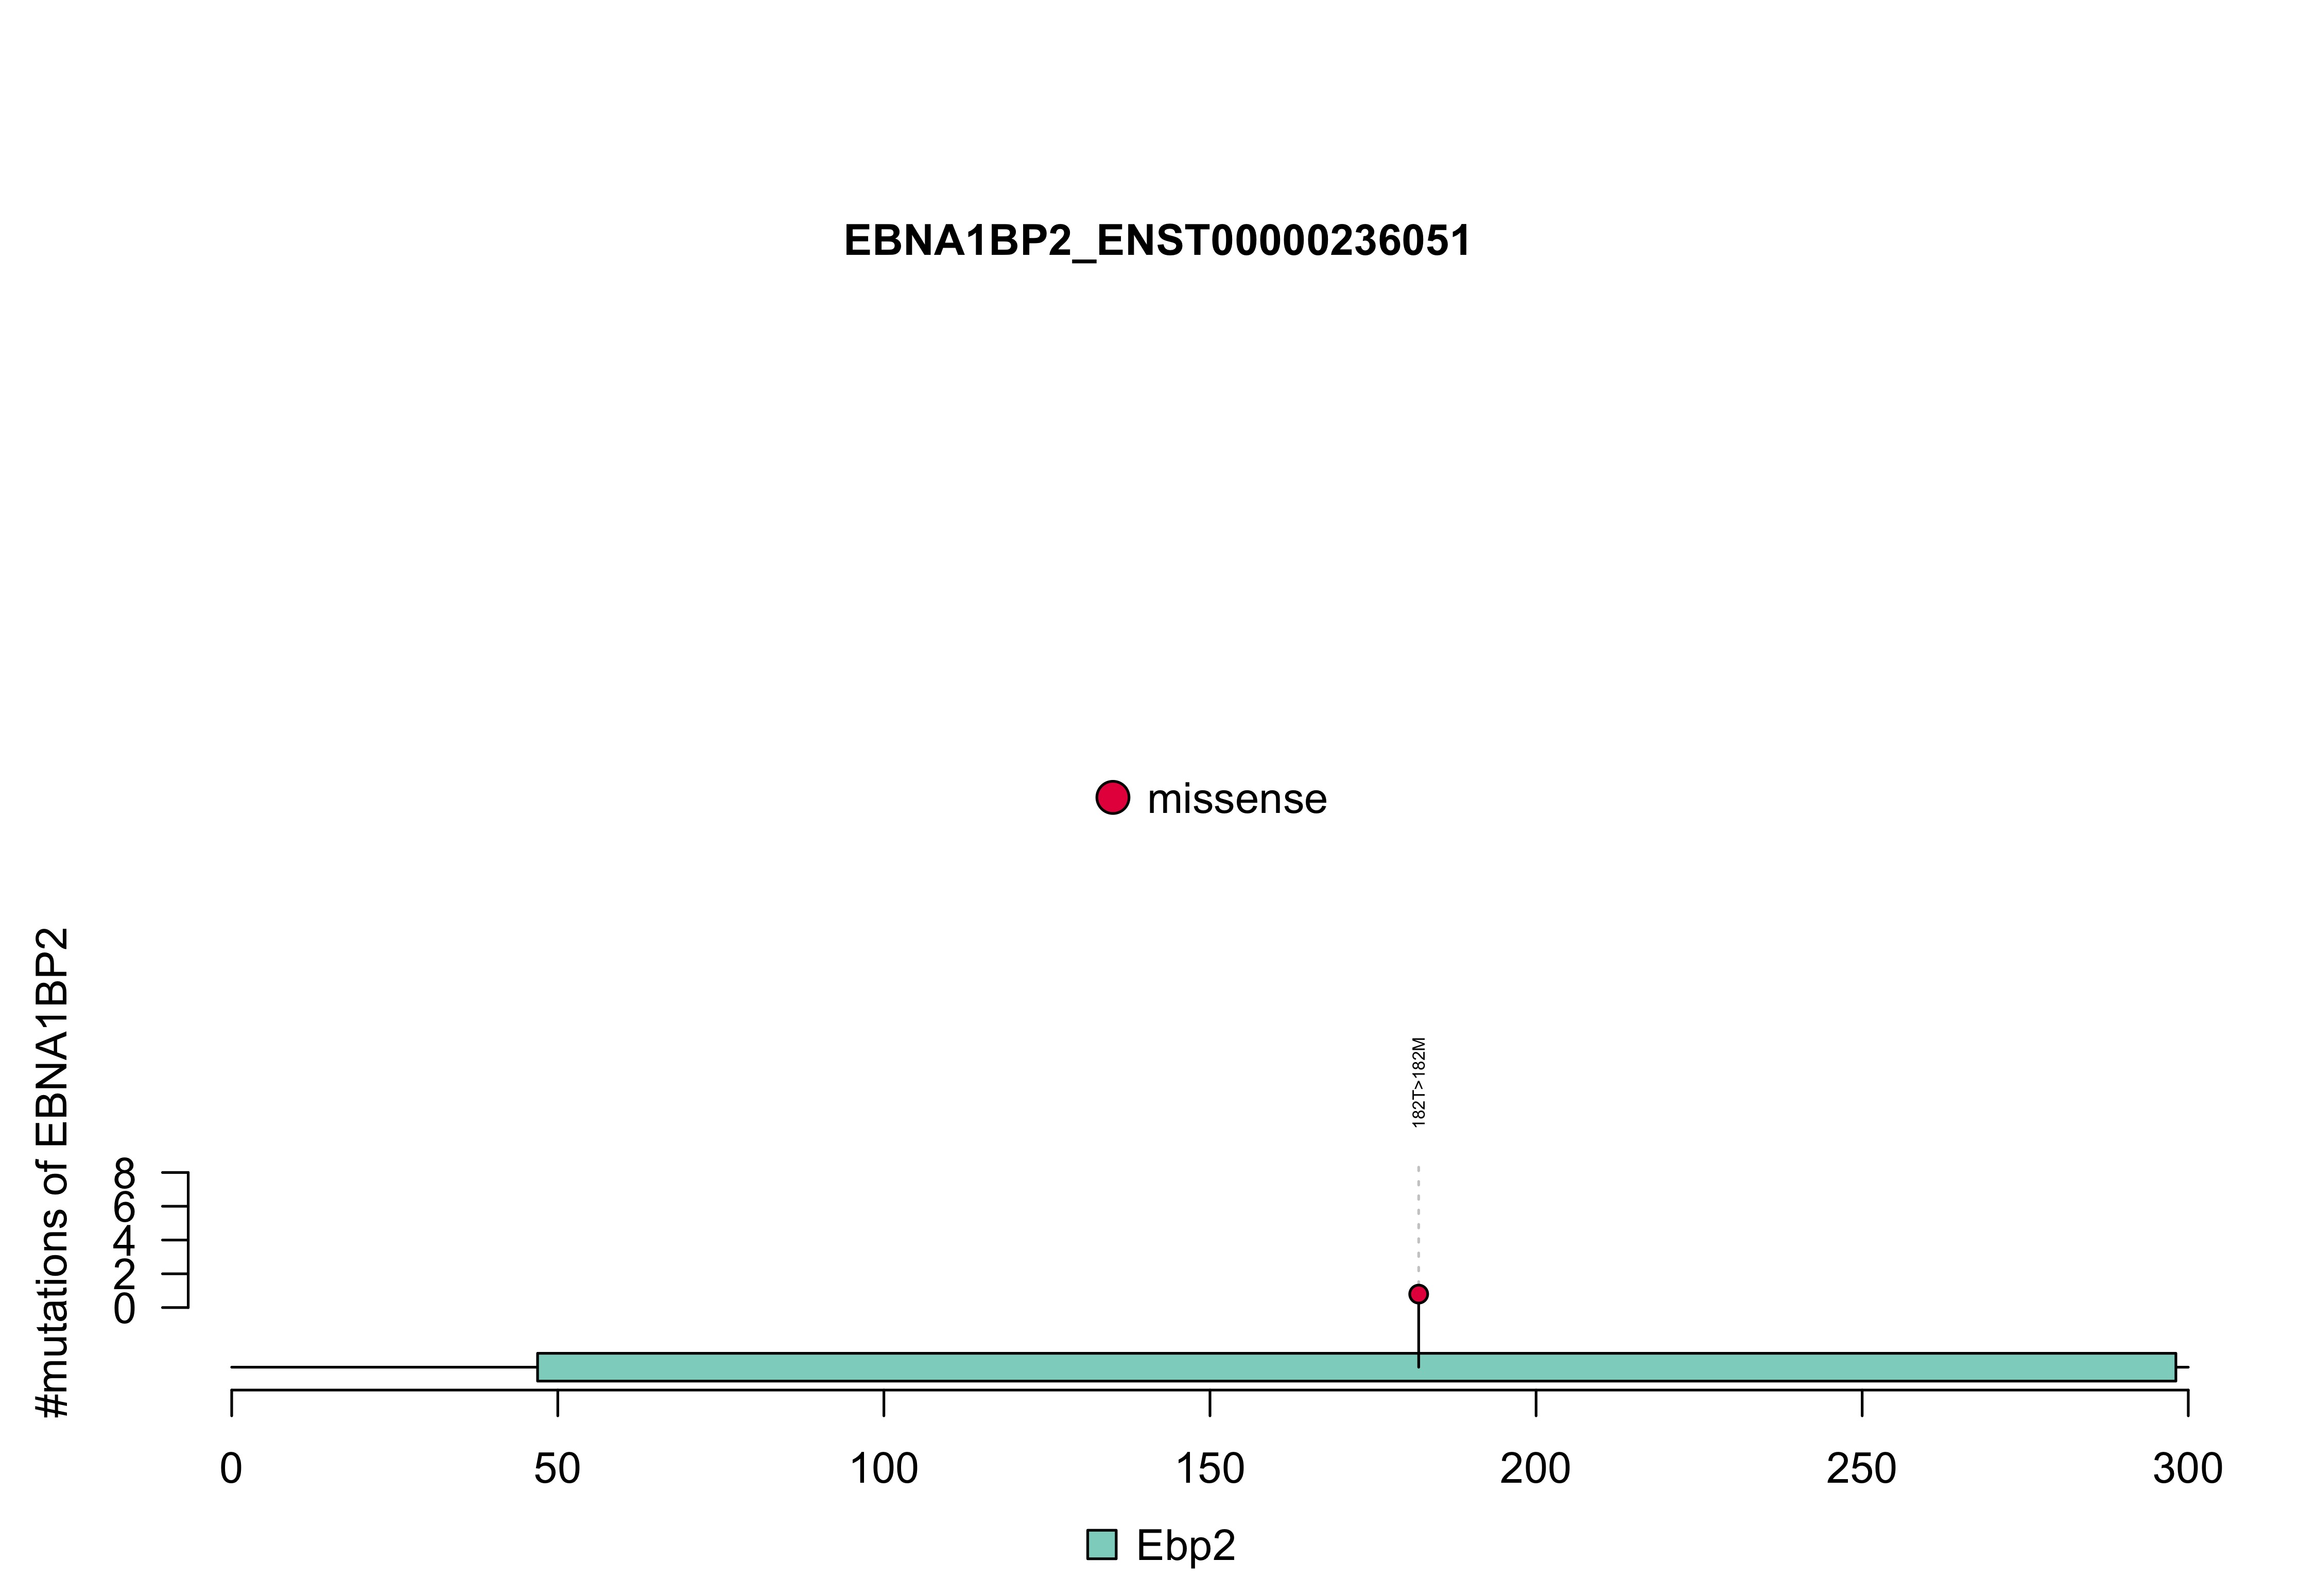 EBNA1BP2_ENST00000236051
missense
#mutations of EBNA1BP2
182T>182M
8
6
4
2
0
0 50 100 150 200 250 300
Ebp2